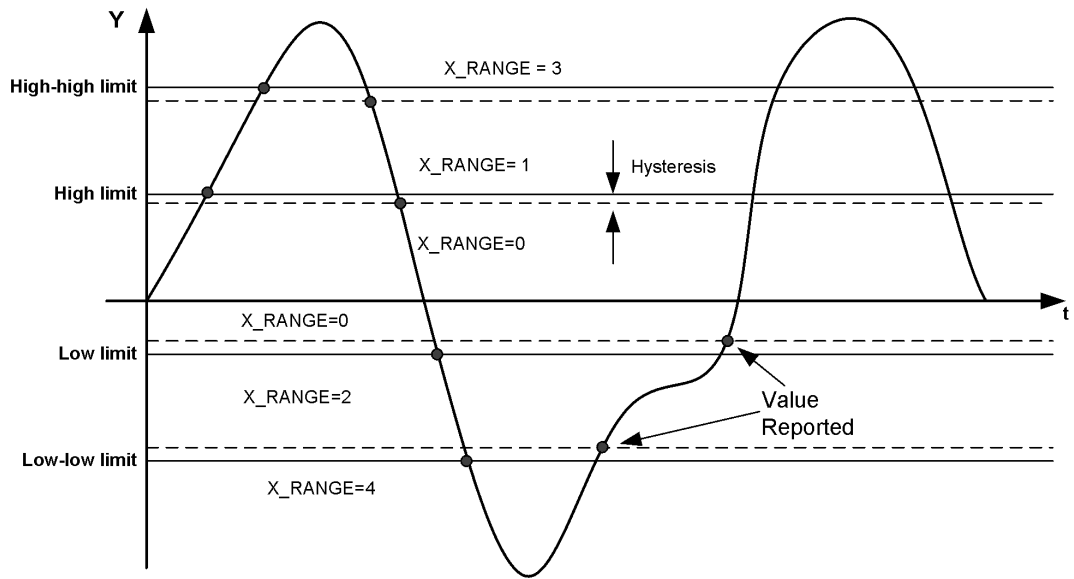 Y
X_RANGE = 3
High-high limit
X_RANGE= 1
Hysteresis
High limit
X_RANGE=0
t
X_RANGE=0
Low limit
X_RANGE=2
Value
Reported
Low-low limit
X_RANGE=4